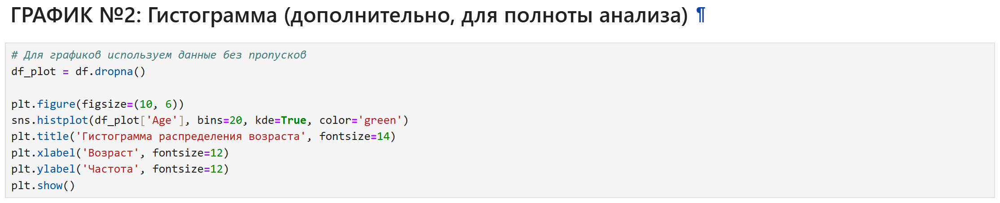 ГРАФИК №2: Гистограмма (дополнительно, для полноты анализа) ¶
# Для графиков используем данные без пропусков
df_plot = df.dropna()
plt.figure(figsize=(10, 6))
sns.histplot(df_plot['Age'], bins=20, kde=True, color='green')
plt.title('Гистограмма распределения возраста', fontsize=14)
plt.xlabel('Возраст', fontsize=12)
plt.ylabel('Частота', fontsize=12)
plt.show()